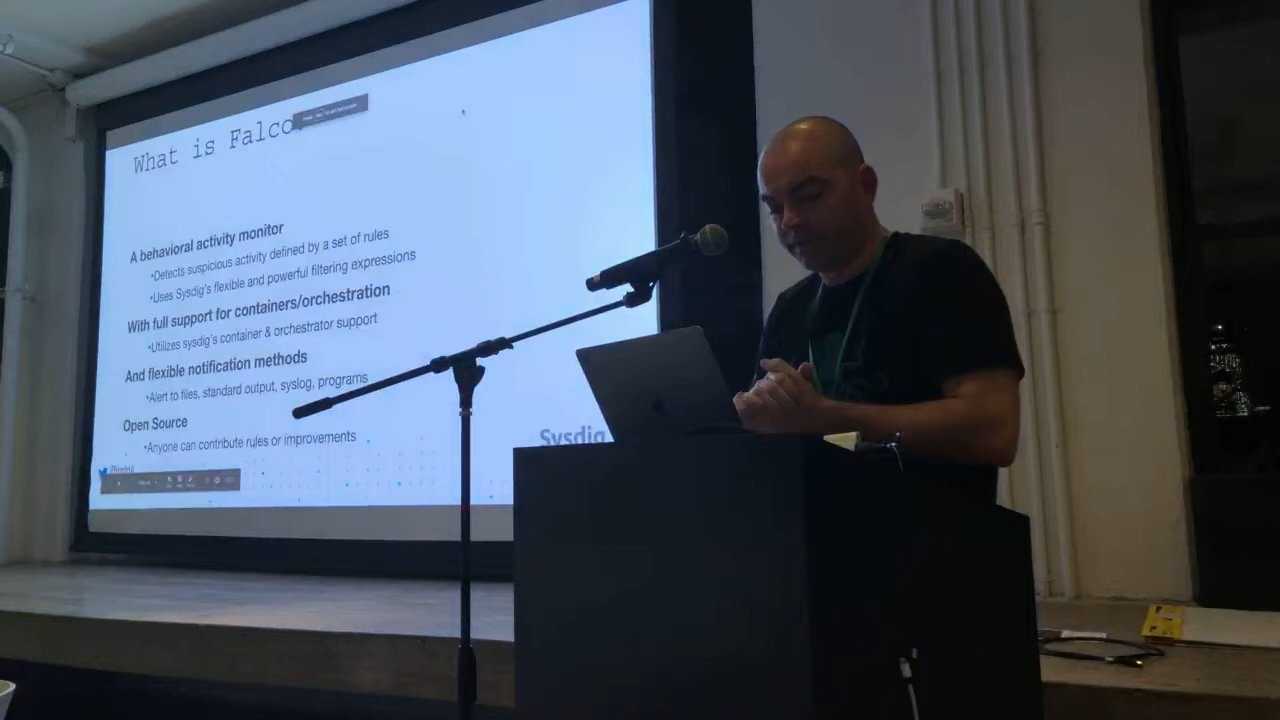 What is Falco
A behavioral activity monitor
•Detects suspicious activity defined by a set of rules
•Uses Sysdig's flexible and powerful filtering expressions
With full support for containers/orchestration
•Utilizes sysdig's container & orchestrator support
And flexible notification methods
•Alert to files, standard output, syslog, programs
Open Source
•Anyone can contribute rules or improvements
Sysdig